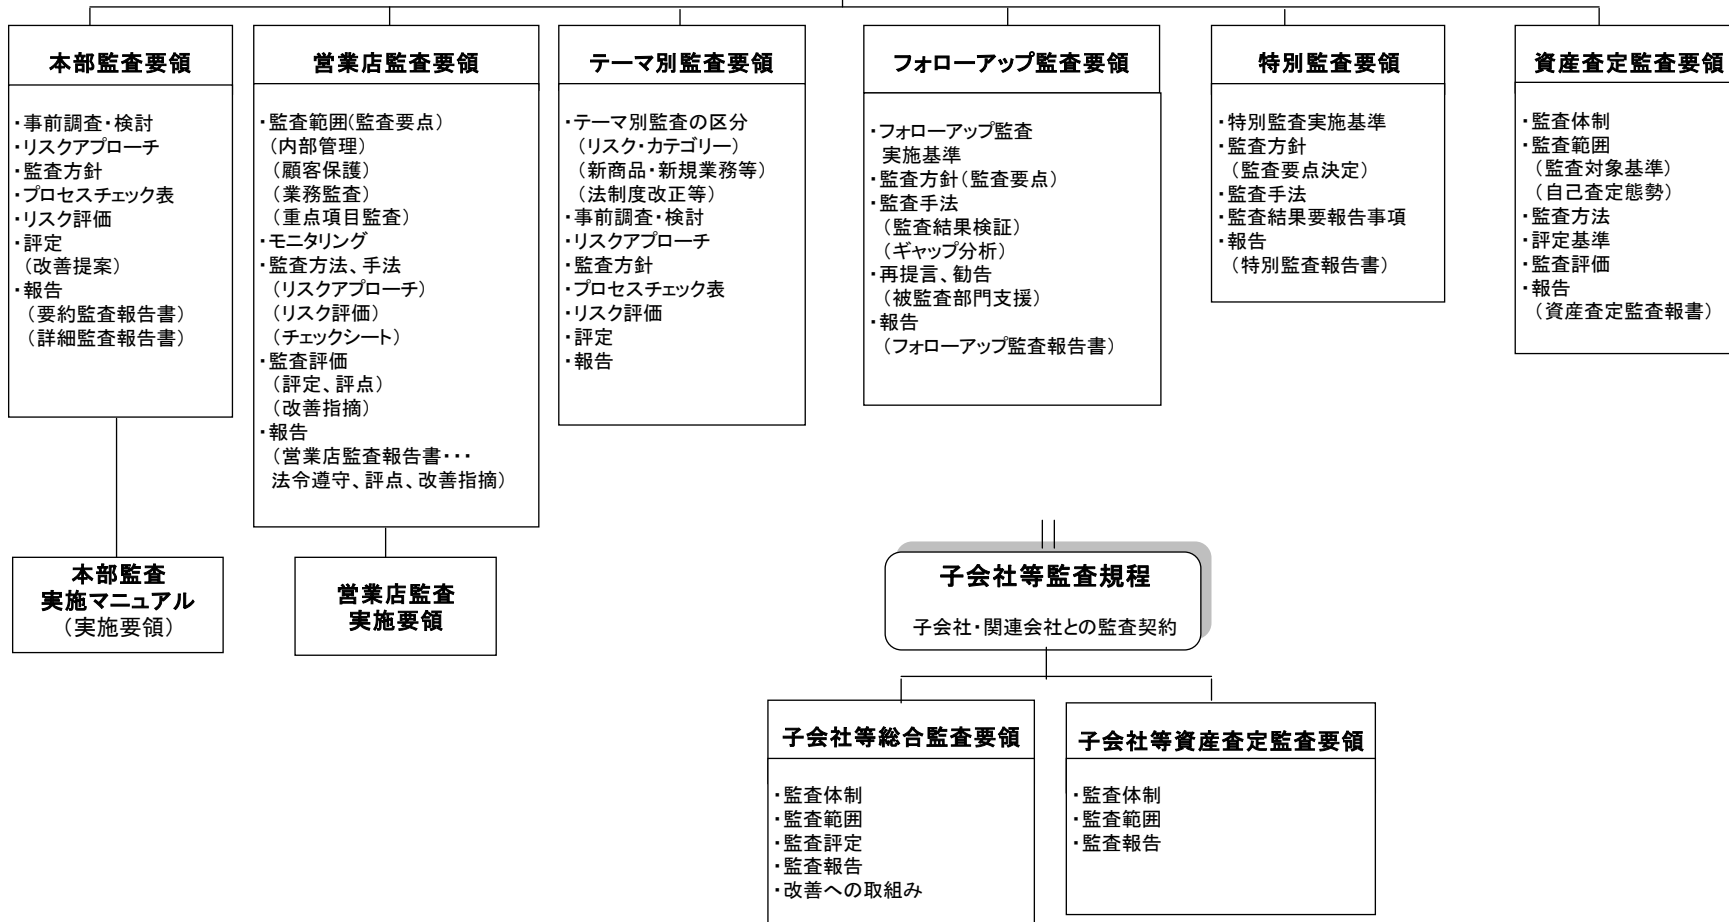 本部監査要領
・事前調査・検討
・リスクアプローチ
・監査方針
・プロセスチェック表
・リスク評価
・評定
（改善提案）
・報告
（要約監査報告書）
（詳細監査報告書）
営業店監査要領
・監査範囲（監査要点）
（内部管理）
（顧客保護）
（業務監査）
（重点項目監査）
・モニタリング
・監査方法、手法
（リスクアプローチ）
（リスク評価）
（チェックシート）
・監査評価
（評定、評点）
（改善指摘）
・報告
（営業店監査報告書・・・
法令遵守、評点、改善指摘）
テーマ別監査要領
・テーマ別監査の区分
（リスク・カテゴリー）
（新商品・新規業務等）
（法制度改正等）
・事前調査・検討
・リスクアプローチ
・監査方針
・プロセスチェック表
・リスク評価
・評定
・報告
フォローアップ監査要領
・フォローアップ監査
実施基準
・監査方針（監査要点）
・監査手法
（監査結果検証）
（ギャップ分析）
・再提言、勧告
（被監査部門支援）
・報告
（フォローアップ監査報告書）
特別監査要領
・特別監査実施基準
・監査方針
（監査要点決定）
・監査手法
・監査結果要報告事項
・報告
（特別監査報告書）
資産査定監査要領
・監査体制
・監査範囲
（監査対象基準）
（自己査定態勢）
・監査方法
・評定基準
・監査評価
・報告
（資産査定監査報書）
本部監査
実施マニュアル
（実施要領）
営業店監査
実施要領
子会社等監査規程
子会社・関連会社との監査契約
子会社等総合監査要領
・監査体制
・監査範囲
・監査評定
・監査報告
・改善への取組み
子会社等資産査定監査要領
・監査体制
・監査範囲
・監査報告